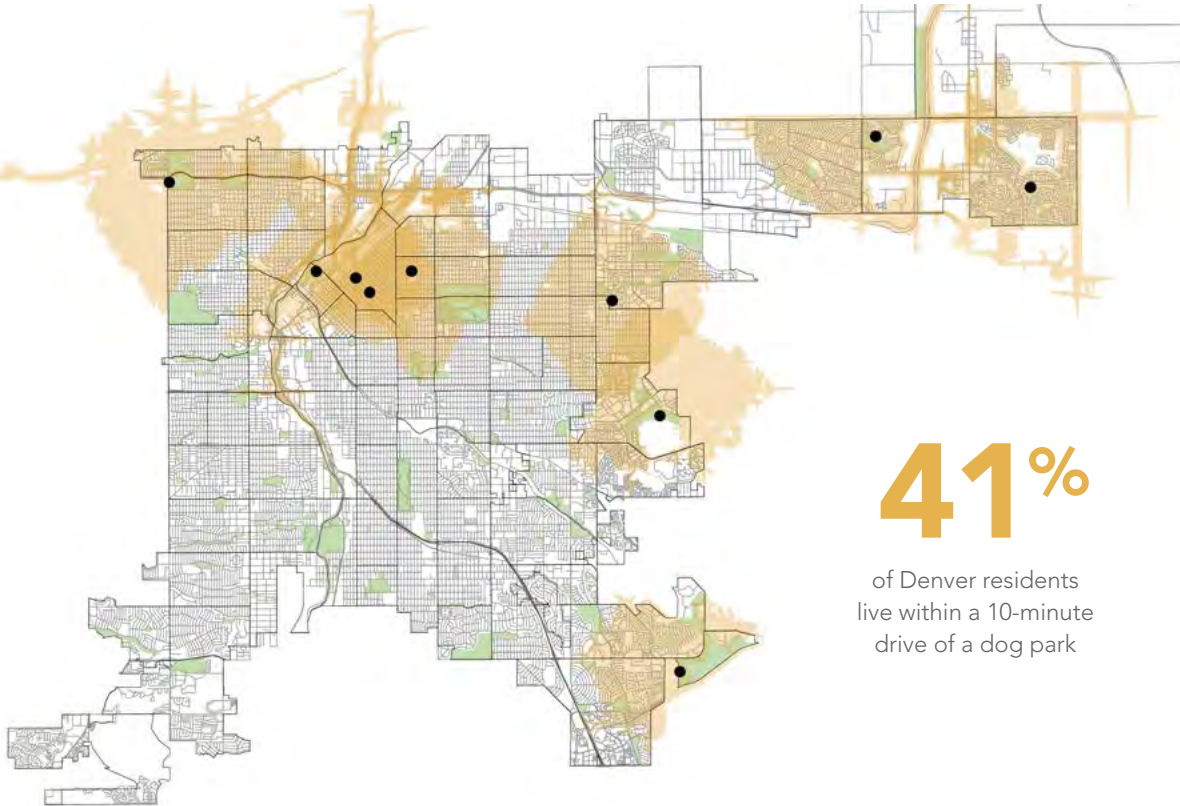 41%
of Denver residents
live within a 10-minute
drive of a dog park